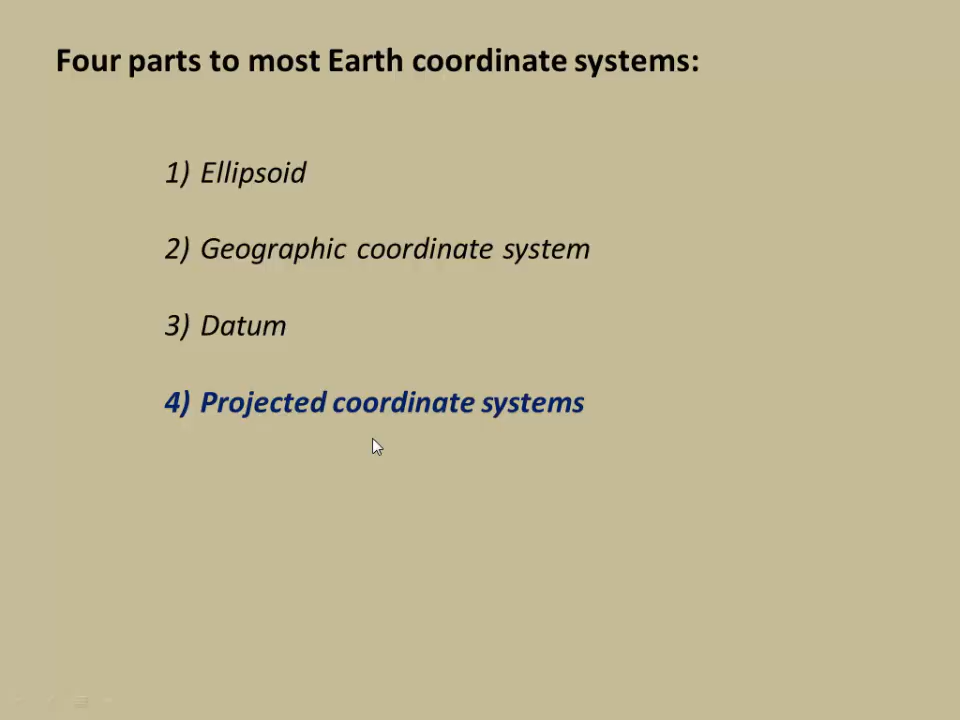 Four parts to most Earth coordinate systems:
1) Ellipsoid
2) Geographic coordinate system
3) Datum
4) Projected coordinate systems